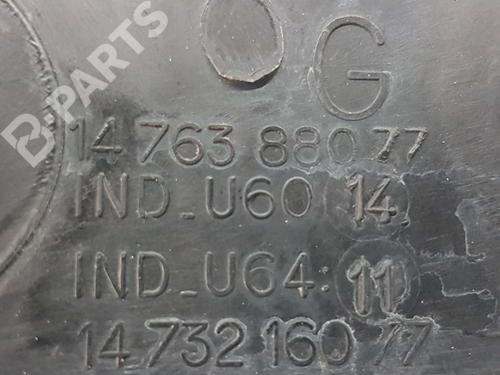 B-PARTS
G
14 763 880 77
IND_U60 14
IND_U64: 11
14 732 160 77